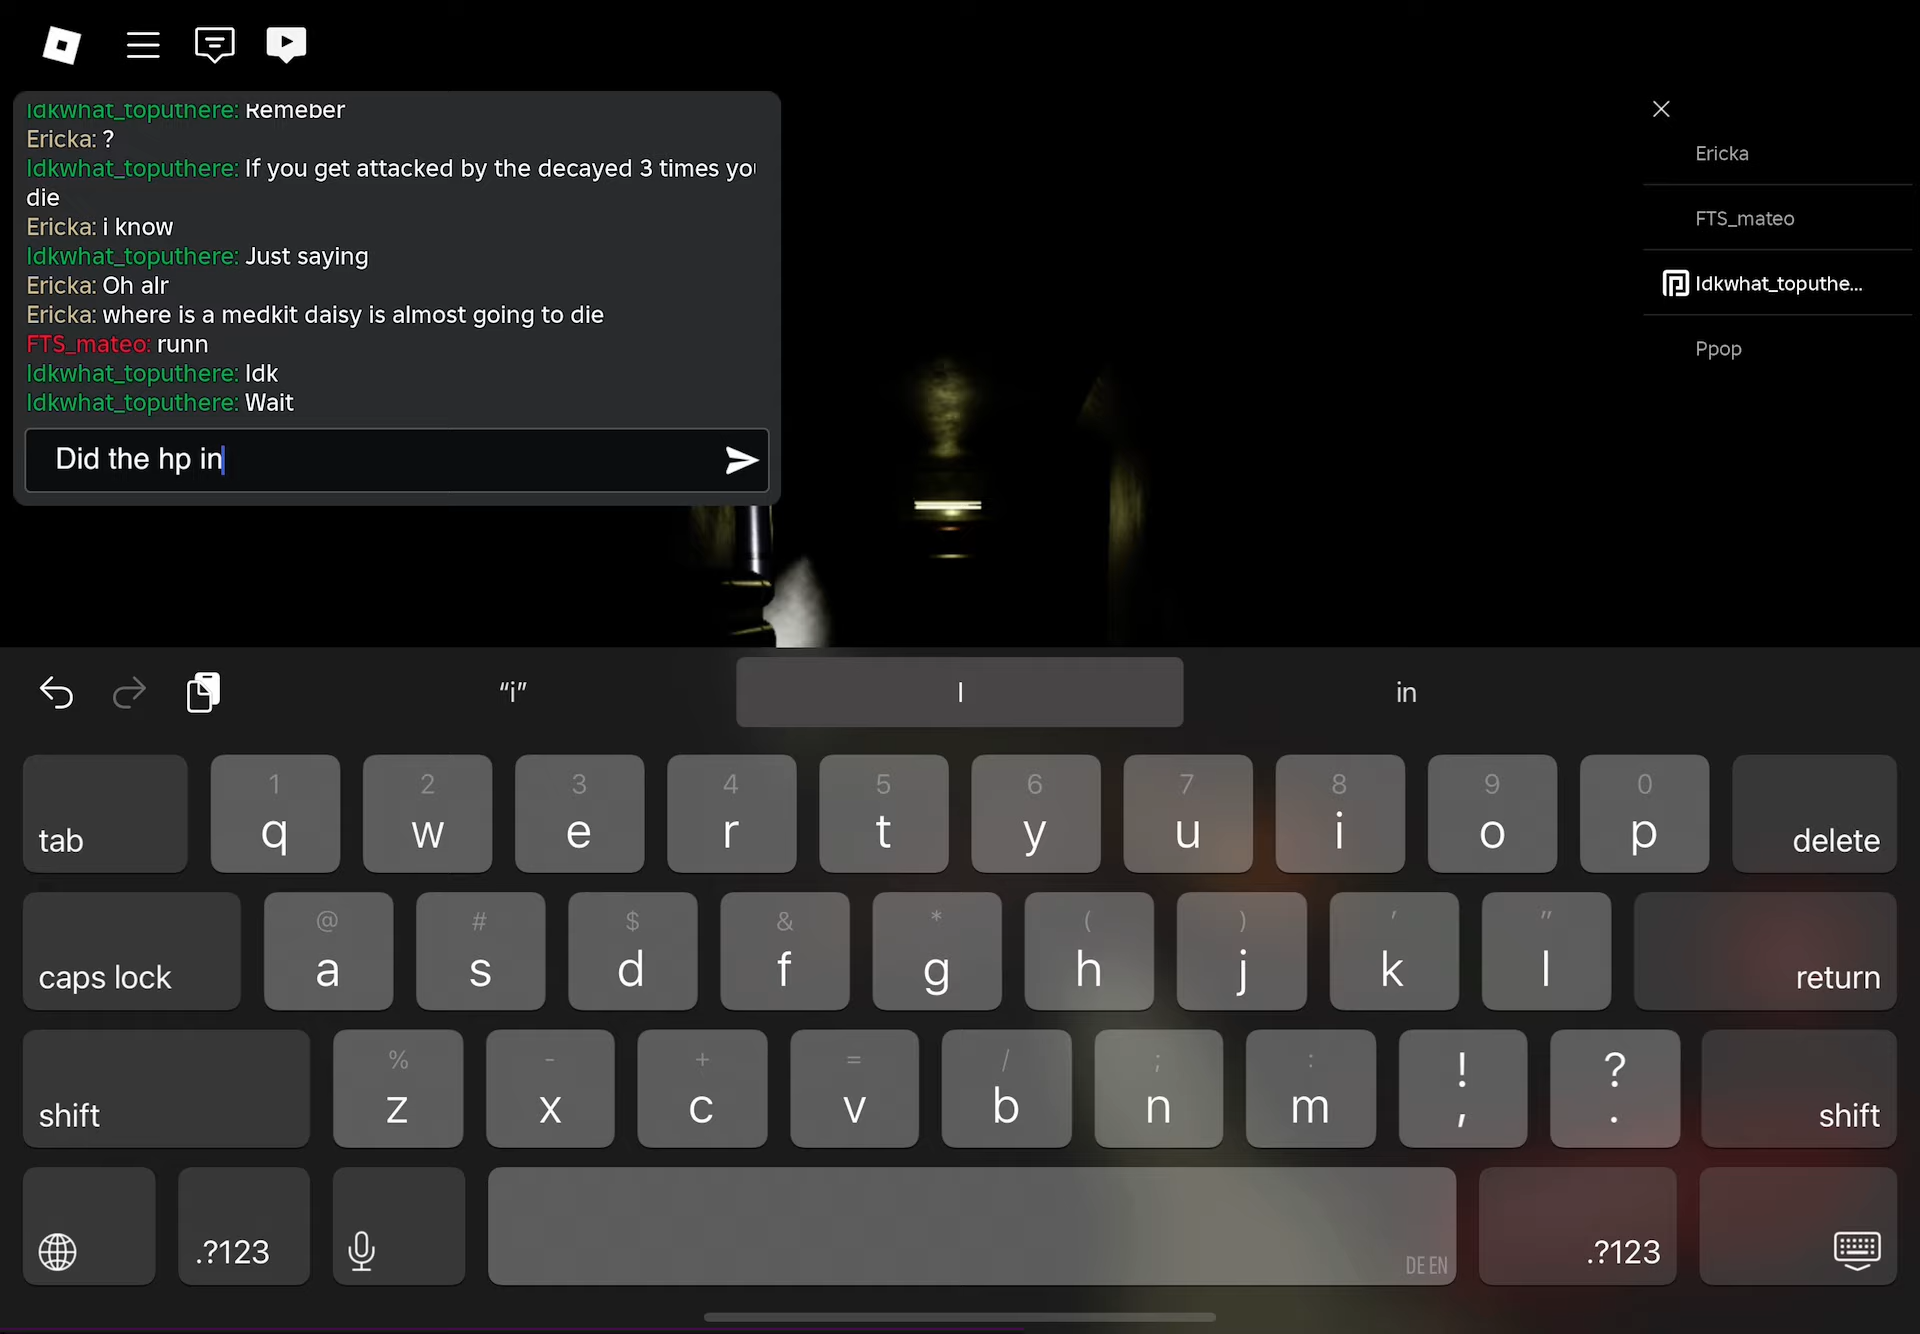 Idkwhat_toputhere: Remeber
Ericka: ?
Idkwhat_toputhere: If you get attacked by the decayed 3 times you
die
Ericka: i know
Idkwhat_toputhere: Just saying
Ericka: Oh alr
Ericka: where is a medkit daisy is almost going to die
FTS_mateo: runn
Idkwhat_toputhere: Idk
Idkwhat_toputhere: Wait
Did the hp in
Ericka
FTS_mateo
Idkwhat_toputhe...
Ppop
“i” I in
1 2 3 4 5 6 7 8 9 0
tab q w e r t y u i o p delete
@ # $ & * ( ) ' "
caps lock a s d f g h j k l return
% - + = / ; : ! ?
shift z x c v b n m , . shift
.?123 DE EN .?123